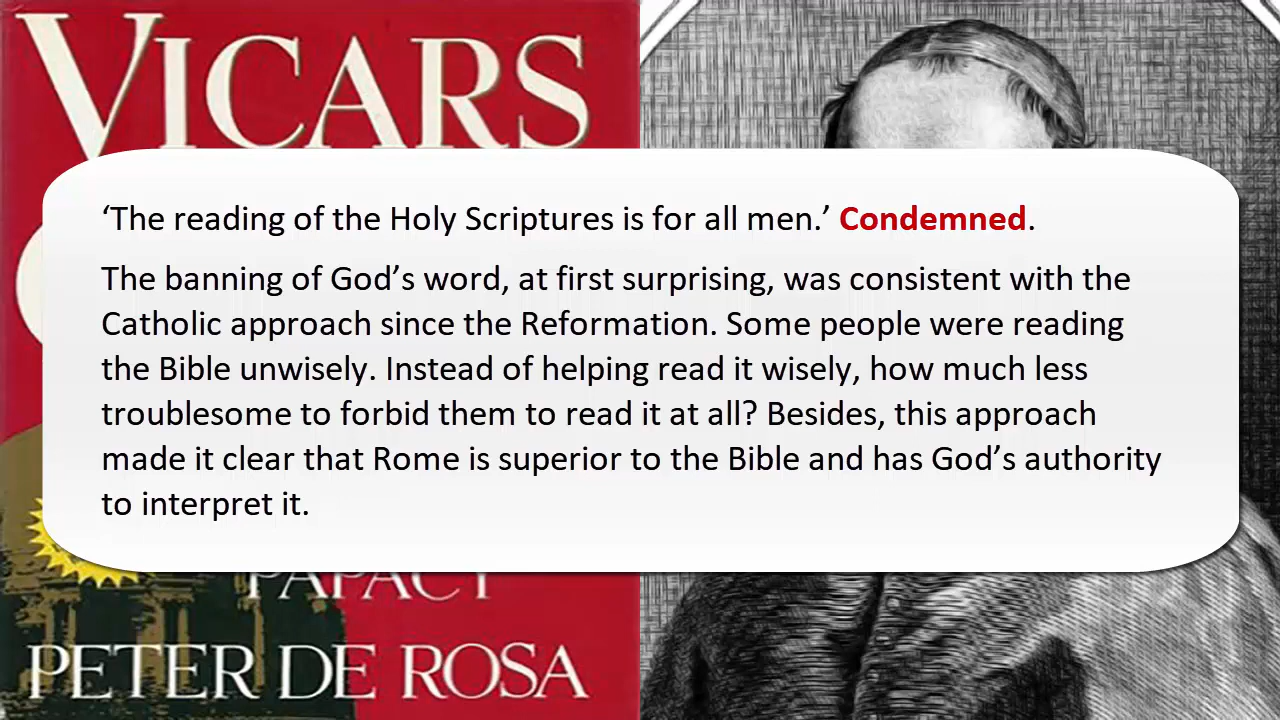 VICARS
‘The reading of the Holy Scriptures is for all men.’ Condemned.
The banning of God’s word, at first surprising, was consistent with the
Catholic approach since the Reformation. Some people were reading
the Bible unwisely. Instead of helping read it wisely, how much less
troublesome to forbid them to read it at all? Besides, this approach
made it clear that Rome is superior to the Bible and has God’s authority
to interpret it.
PAPACY
PETER DE ROSA